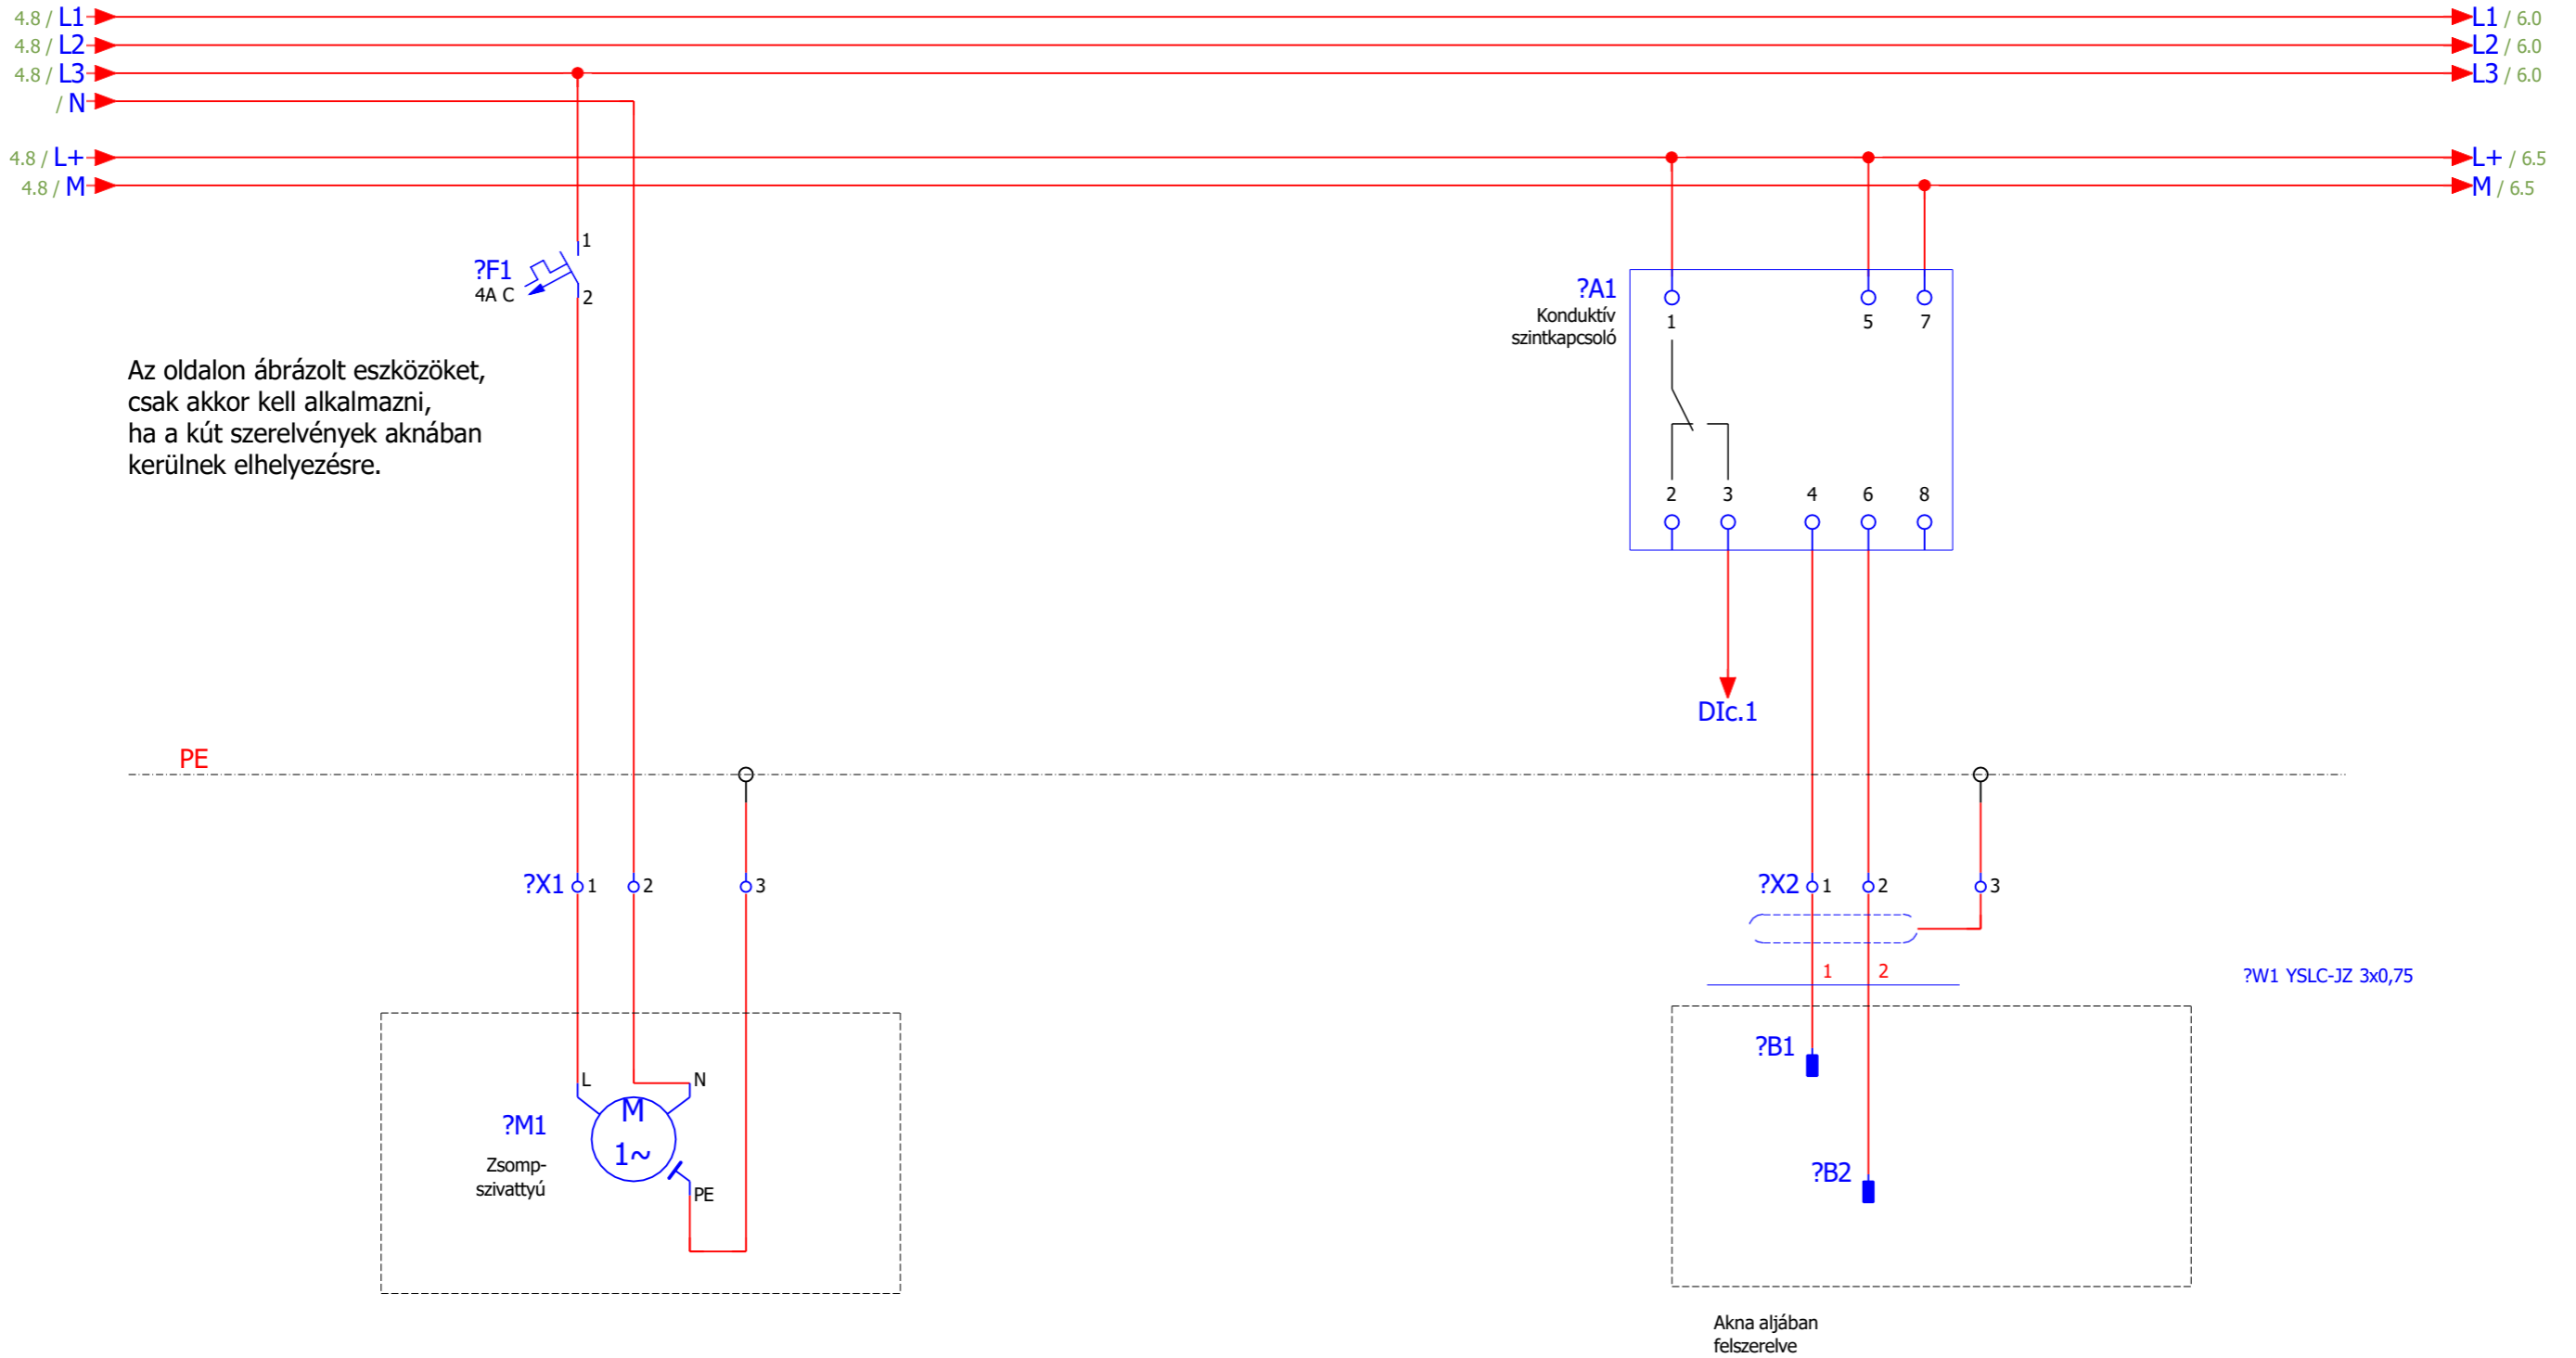 4.8 / L1
L1 / 6.0
4.8 / L2
L2 / 6.0
4.8 / L3
L3 / 6.0
/ N
4.8 / L+
L+ / 6.5
4.8 / M
M / 6.5
?F1
4A C
1
2
Az oldalon ábrázolt eszközöket,
csak akkor kell alkalmazni,
ha a kút szerelvények aknában
kerülnek elhelyezésre.
?A1
Konduktív
szintkapcsoló
1 5 7
2 3 4 6 8
DIc.1
PE
?X1 1 2 3
?X2 1 2 3
1 2
?W1 YSLC-JZ 3x0,75
L N
?M1
M
1~
PE
Zsomp-
szivattyú
?B1
?B2
Akna aljában
felszerelve